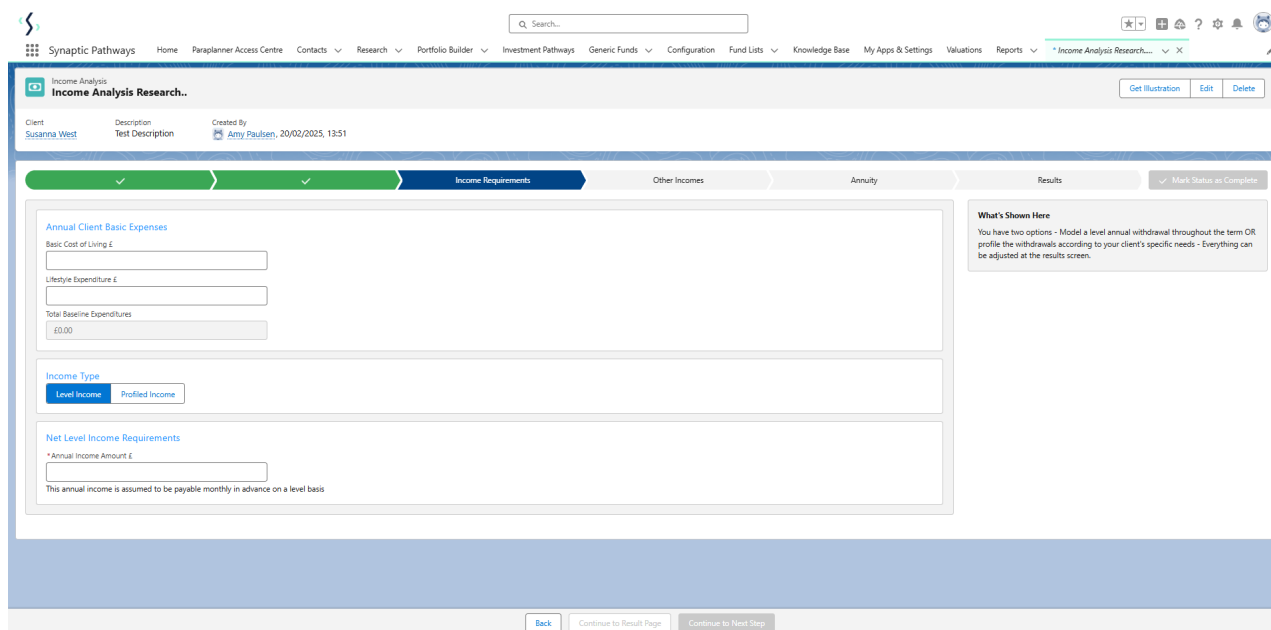 Search...
Synaptic Pathways Home Paraplanner Access Centre Contacts Research Portfolio Builder Investment Pathways Generic Funds Configuration Fund Lists Knowledge Base My Apps & Settings Valuations Reports * Income Analysis Research....
Income Analysis
Income Analysis Research..
Get Illustration Edit Delete
Client Description Created By
Susanna West Test Description Amy Paulsen, 20/02/2025, 13:51
Income Requirements Other Incomes Annuity Results Mark Status as Complete
Annual Client Basic Expenses
Basic Cost of Living £
Lifestyle Expenditure £
Total Baseline Expenditures
£0.00
Income Type
Level Income Profiled Income
Net Level Income Requirements
*Annual Income Amount £
This annual income is assumed to be payable monthly in advance on a level basis
What's Shown Here
You have two options - Model a level annual withdrawal throughout the term OR
profile the withdrawals according to your client's specific needs - Everything can
be adjusted at the results screen.
Back Continue to Result Page Continue to Next Step